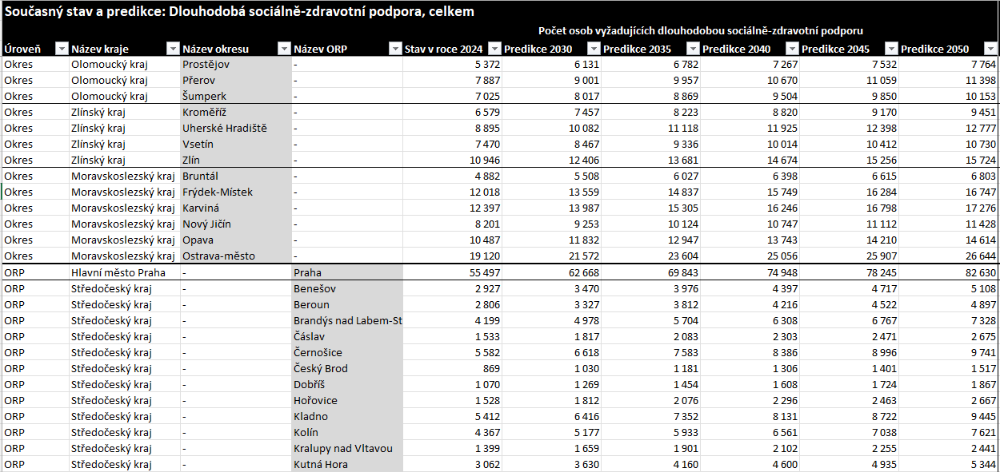 Současný stav a predikce: Dlouhodobá sociálně-zdravotní podpora, celkem
Počet osob vyžadujících dlouhodobou sociálně-zdravotní podporu
Úroveň Název kraje Název okresu Název ORP Stav v roce 2024 Predikce 2030 Predikce 2035 Predikce 2040 Predikce 2045 Predikce 2050
Okres Olomoucký kraj Prostějov - 5 372 6 131 6 782 7 267 7 532 7 764
Okres Olomoucký kraj Přerov - 7 887 9 001 9 957 10 670 11 059 11 398
Okres Olomoucký kraj Šumperk - 7 025 8 017 8 869 9 504 9 850 10 153
Okres Zlínský kraj Kroměříž - 6 579 7 457 8 223 8 820 9 170 9 451
Okres Zlínský kraj Uherské Hradiště - 8 895 10 082 11 118 11 925 12 398 12 777
Okres Zlínský kraj Vsetín - 7 470 8 467 9 336 10 014 10 412 10 730
Okres Zlínský kraj Zlín - 10 946 12 406 13 681 14 674 15 256 15 724
Okres Moravskoslezský kraj Bruntál - 4 882 5 508 6 027 6 398 6 615 6 803
Okres Moravskoslezský kraj Frýdek-Místek - 12 018 13 559 14 837 15 749 16 284 16 747
Okres Moravskoslezský kraj Karviná - 12 397 13 987 15 305 16 246 16 798 17 276
Okres Moravskoslezský kraj Nový Jičín - 8 201 9 253 10 124 10 747 11 112 11 428
Okres Moravskoslezský kraj Opava - 10 487 11 832 12 947 13 743 14 210 14 614
Okres Moravskoslezský kraj Ostrava-město - 19 120 21 572 23 604 25 056 25 907 26 644
ORP Hlavní město Praha - Praha 55 497 62 668 69 843 74 948 78 245 82 630
ORP Středočeský kraj - Benešov 2 927 3 470 3 976 4 397 4 717 5 108
ORP Středočeský kraj - Beroun 2 806 3 327 3 812 4 216 4 522 4 897
ORP Středočeský kraj - Brandýs nad Labem-St 4 199 4 978 5 704 6 308 6 767 7 328
ORP Středočeský kraj - Čáslav 1 533 1 817 2 083 2 303 2 471 2 675
ORP Středočeský kraj - Černošice 5 582 6 618 7 583 8 386 8 996 9 741
ORP Středočeský kraj - Český Brod 869 1 030 1 181 1 306 1 401 1 517
ORP Středočeský kraj - Dobříš 1 070 1 269 1 454 1 608 1 724 1 867
ORP Středočeský kraj - Hořovice 1 528 1 812 2 076 2 296 2 463 2 667
ORP Středočeský kraj - Kladno 5 412 6 416 7 352 8 131 8 722 9 445
ORP Středočeský kraj - Kolín 4 367 5 177 5 933 6 561 7 038 7 621
ORP Středočeský kraj - Kralupy nad Vltavou 1 399 1 659 1 901 2 102 2 255 2 441
ORP Středočeský kraj - Kutná Hora 3 062 3 630 4 160 4 600 4 935 5 344